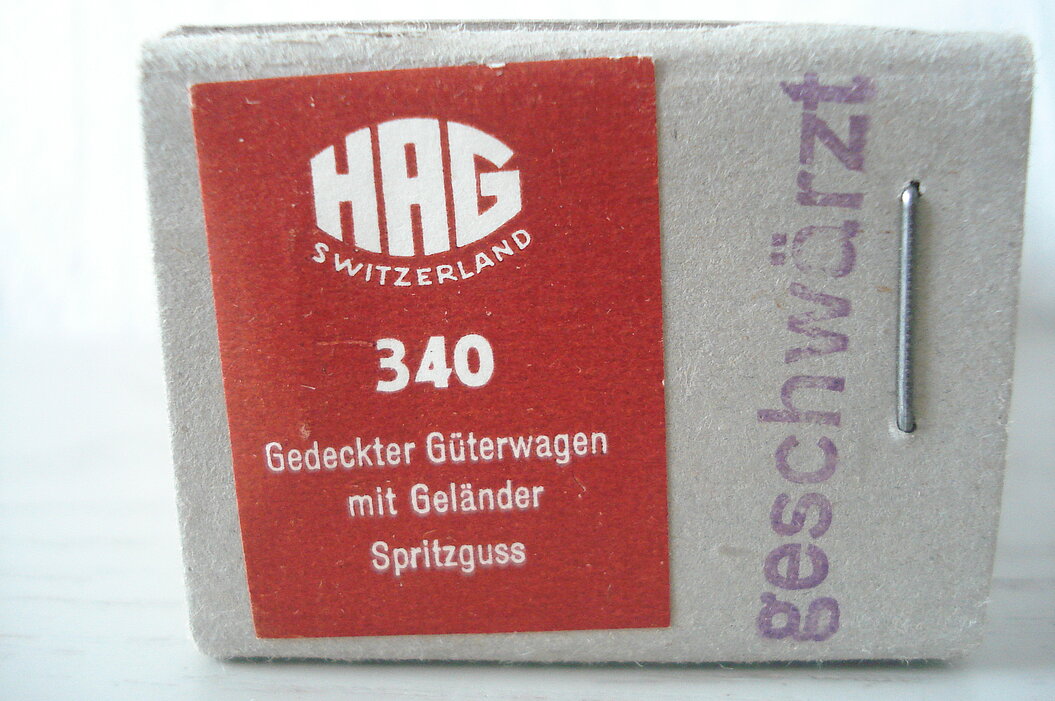 HAG
SWITZERLAND
340
Gedeckter Güterwagen
mit Geländer
Spritzguss
geschwärzt